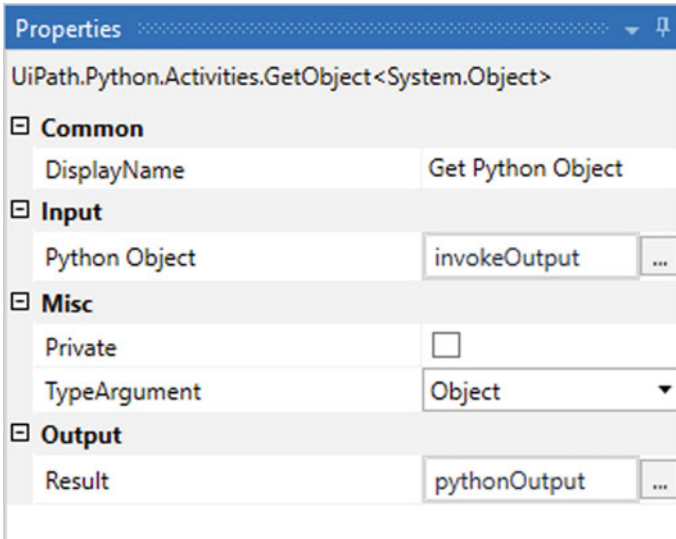 Properties
UiPath.Python.Activities.GetObject<System.Object>
Common
DisplayName Get Python Object
Input
Python Object invokeOutput ...
Misc
Private
TypeArgument Object
Output
Result pythonOutput ...